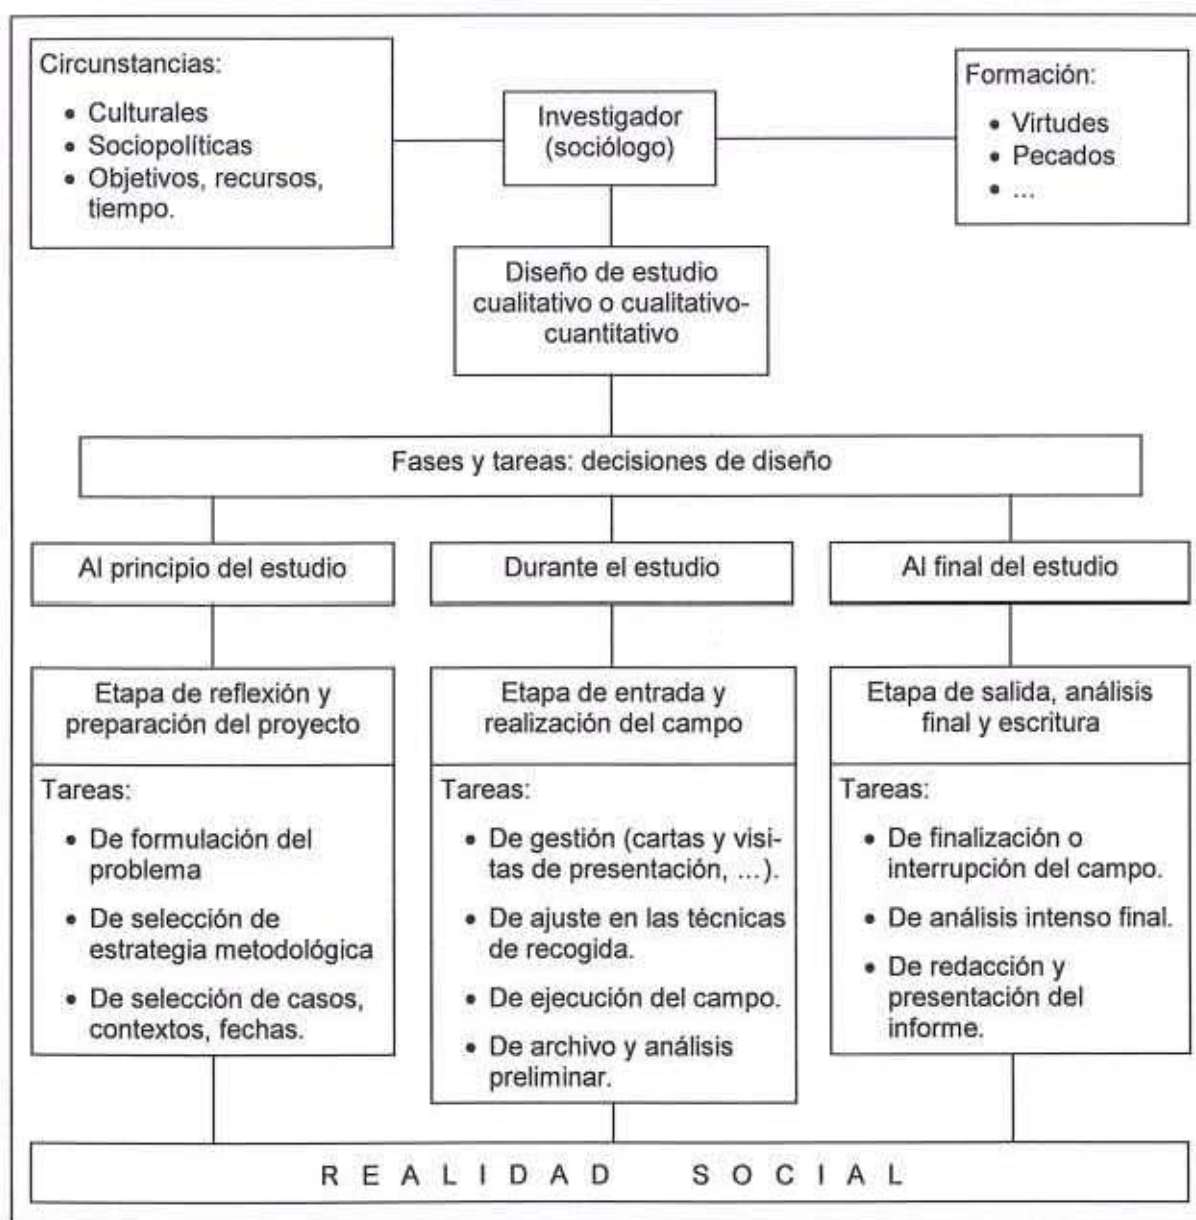 Circunstancias:
• Culturales
• Sociopolíticas
• Objetivos, recursos,
tiempo.
Investigador
(sociólogo)
Formación:
• Virtudes
• Pecados
• ...
Diseño de estudio
cualitativo o cualitativo-
cuantitativo
Fases y tareas: decisiones de diseño
Al principio del estudio
Durante el estudio
Al final del estudio
Etapa de reflexión y
preparación del proyecto
Tareas:
• De formulación del
problema
• De selección de
estrategia metodológica
• De selección de casos,
contextos, fechas.
Etapa de entrada y
realización del campo
Tareas:
• De gestión (cartas y visi-
tas de presentación, ...).
• De ajuste en las técnicas
de recogida.
• De ejecución del campo.
• De archivo y análisis
preliminar.
Etapa de salida, análisis
final y escritura
Tareas:
• De finalización o
interrupción del campo.
• De análisis intenso final.
• De redacción y
presentación del
informe.
REALIDAD SOCIAL